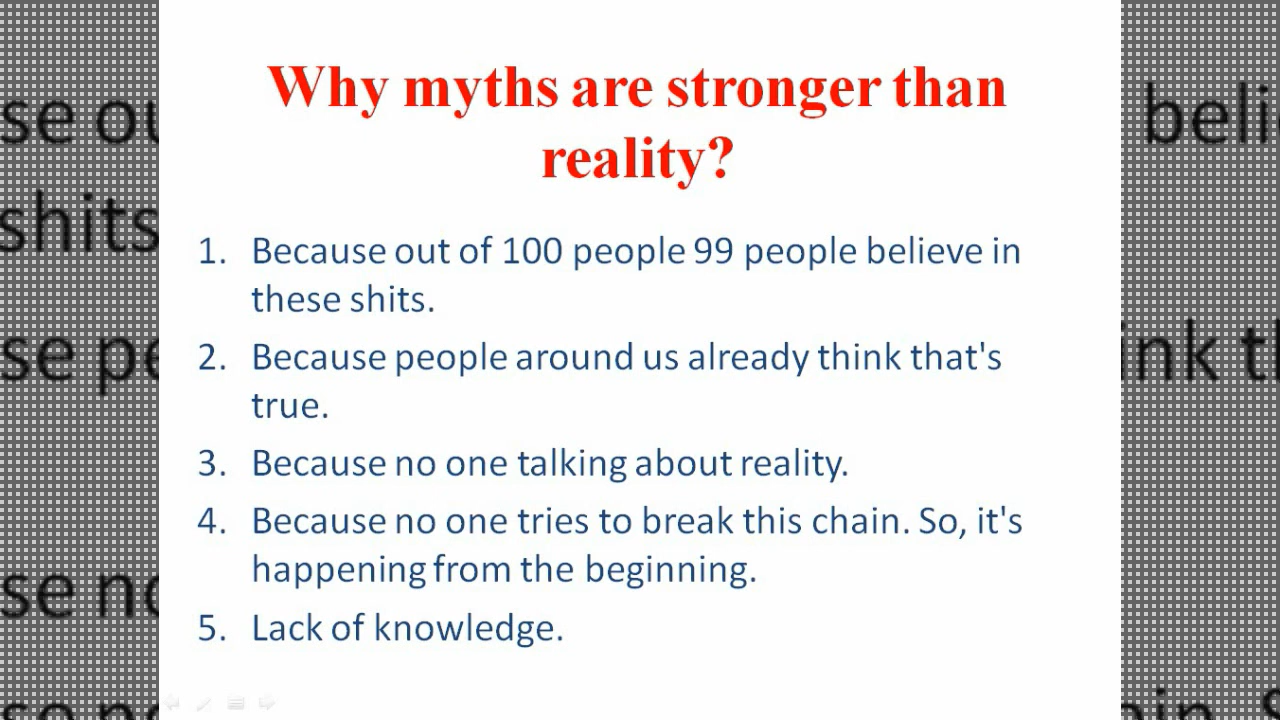 Why myths are stronger than
reality?
1. Because out of 100 people 99 people believe in
these shits.
2. Because people around us already think that's
true.
3. Because no one talking about reality.
4. Because no one tries to break this chain. So, it's
happening from the beginning.
5. Lack of knowledge.